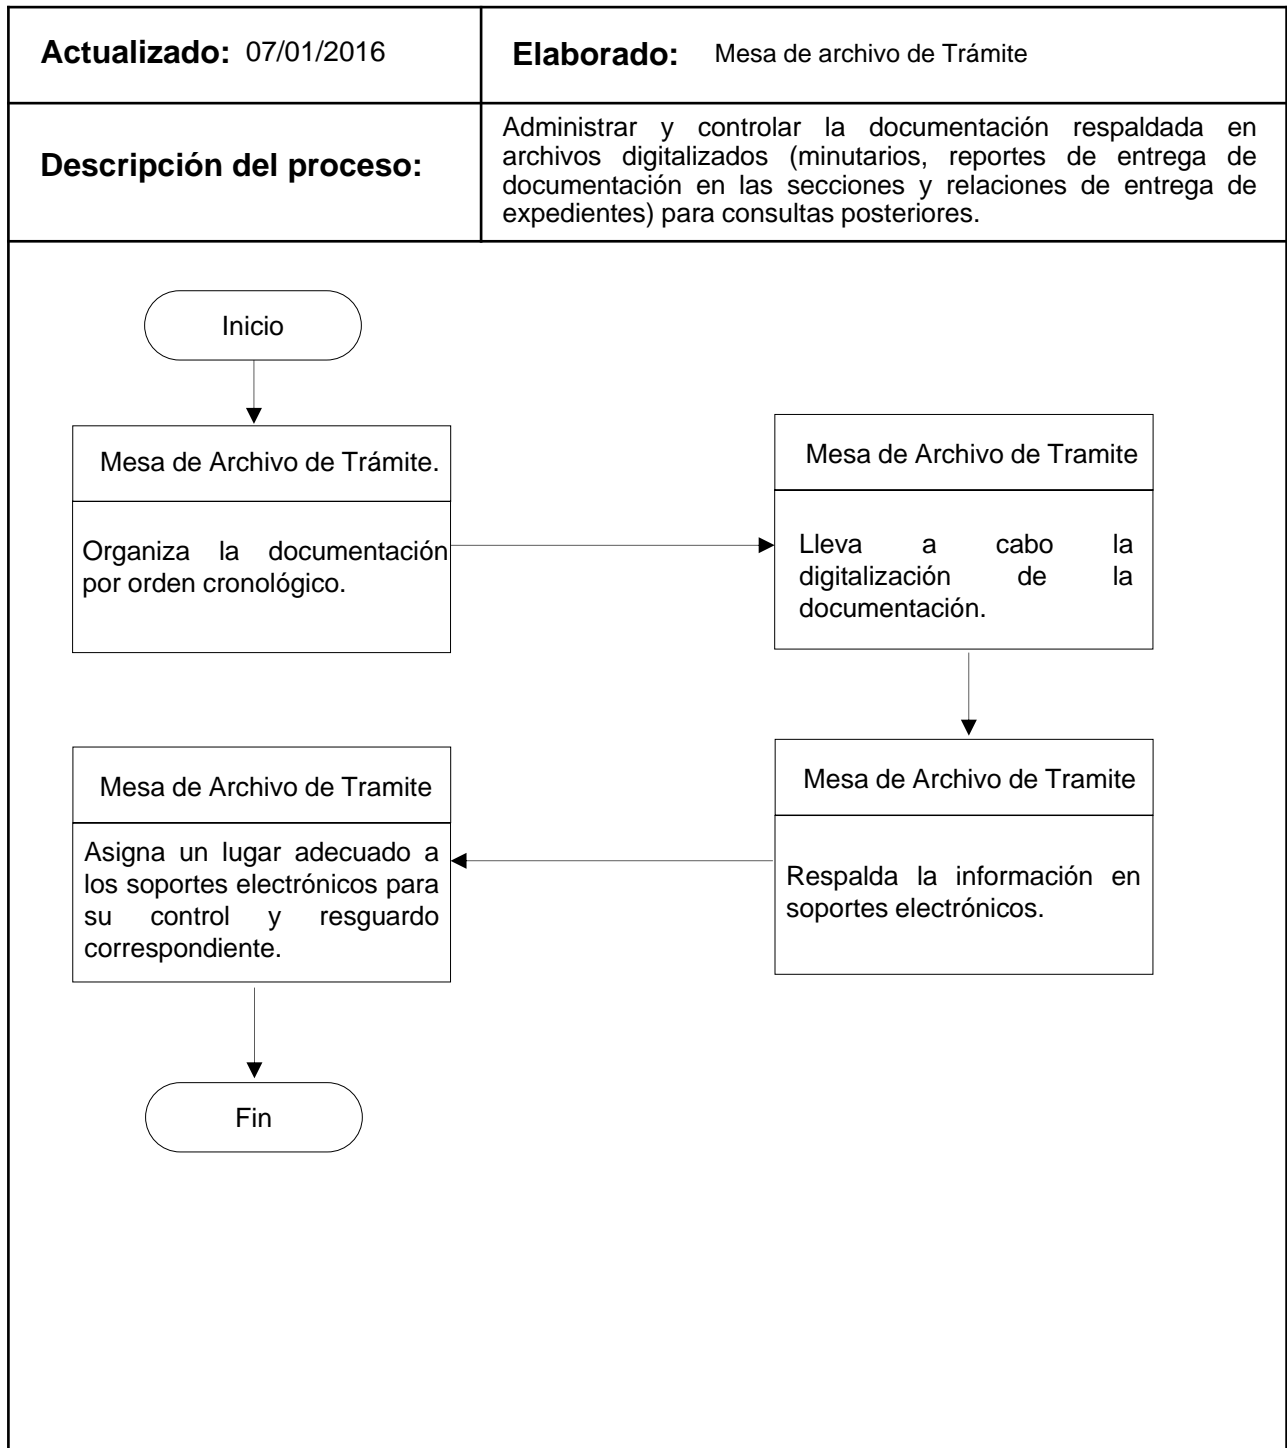 Actualizado: 07/01/2016
Elaborado: Mesa de archivo de Trámite
Descripción del proceso:
Administrar y controlar la documentación respaldada en
archivos digitalizados (minutarios, reportes de entrega de
documentación en las secciones y relaciones de entrega de
expedientes) para consultas posteriores.
Inicio
Mesa de Archivo de Trámite.
Organiza la documentación
por orden cronológico.
Mesa de Archivo de Tramite
Lleva a cabo la
digitalización de la
documentación.
Mesa de Archivo de Tramite
Respalda la información en
soportes electrónicos.
Mesa de Archivo de Tramite
Asigna un lugar adecuado a
los soportes electrónicos para
su control y resguardo
correspondiente.
Fin